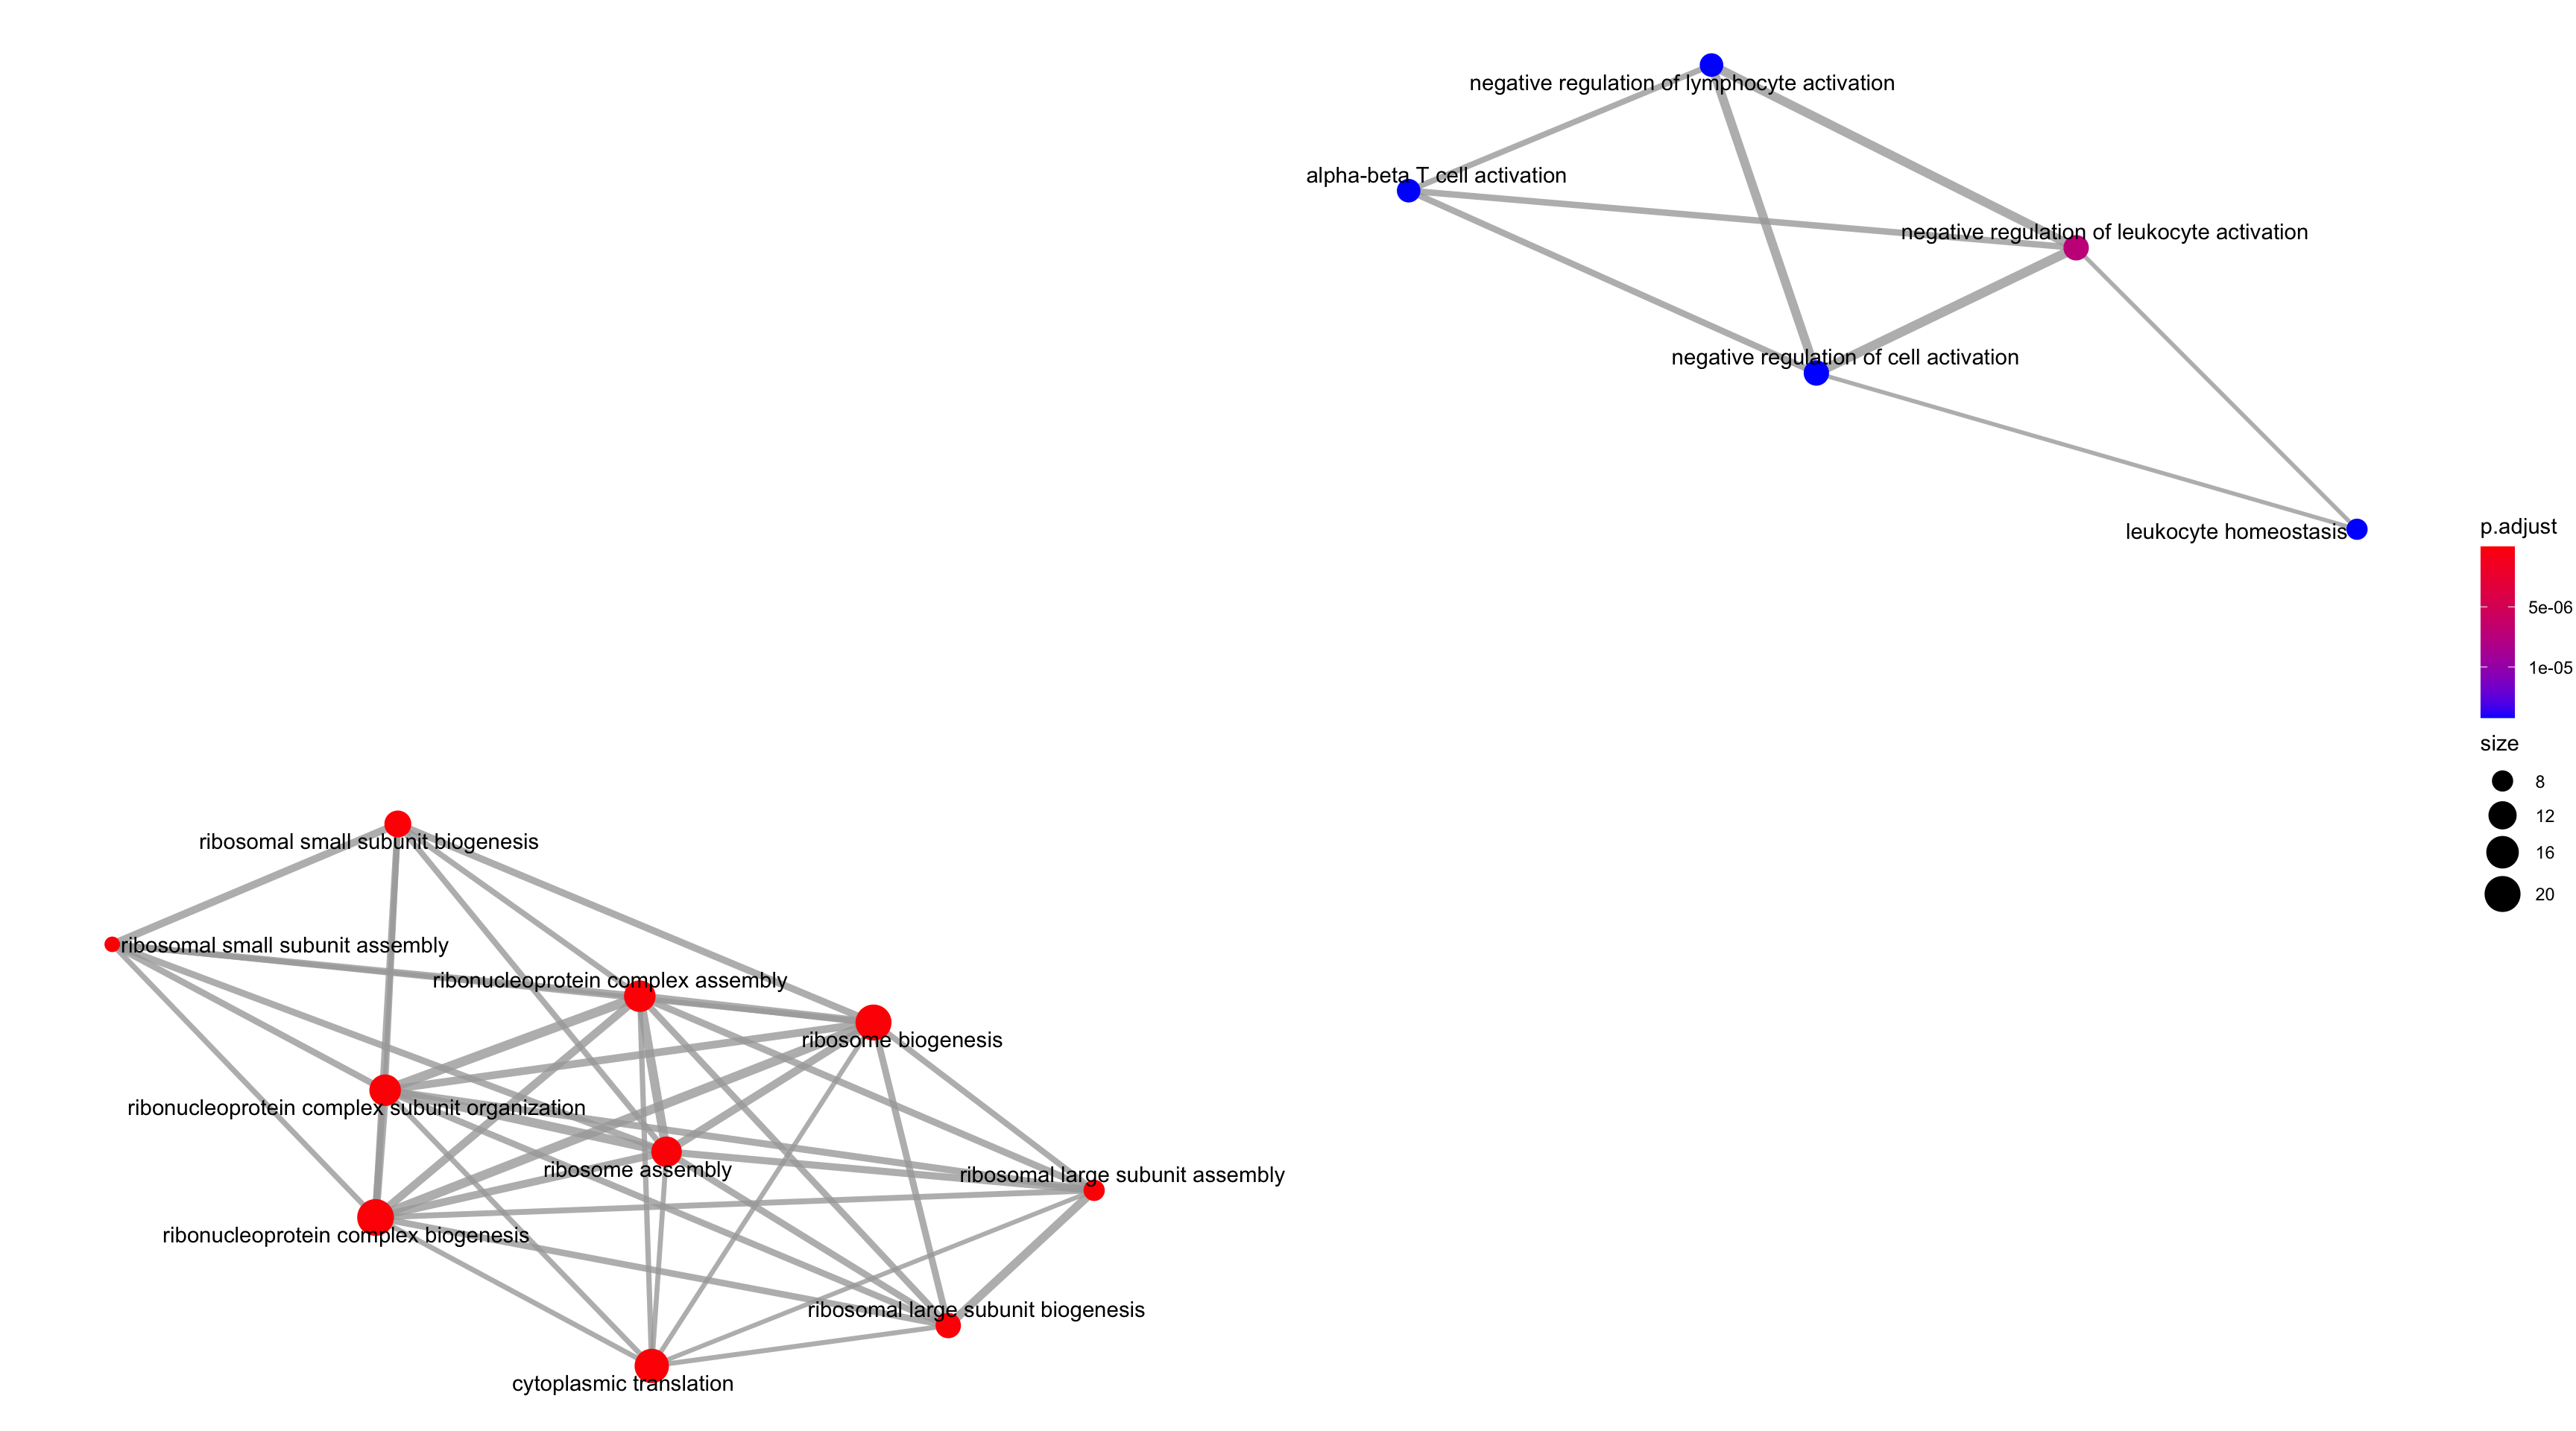 negative regulation of lymphocyte activation
alpha-beta T cell activation
negative regulation of leukocyte activation
negative regulation of cell activation
leukocyte homeostasis
p.adjust
5e-06
1e-05
size
8
12
16
20
ribosomal small subunit biogenesis
ribosomal small subunit assembly
ribonucleoprotein complex assembly
ribosome biogenesis
ribonucleoprotein complex subunit organization
ribosome assembly
ribosomal large subunit assembly
ribonucleoprotein complex biogenesis
ribosomal large subunit biogenesis
cytoplasmic translation